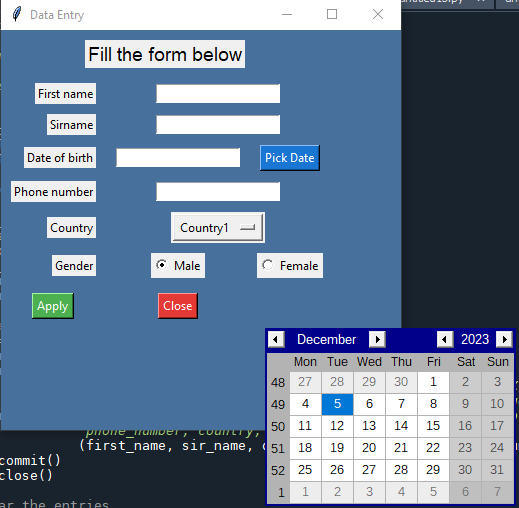 Data Entry
Fill the form below
First name
Sirname
Date of birth
Pick Date
Phone number
Country
Country1
Gender
Male
Female
Apply
Close
December
2023
Mon Tue Wed Thu Fri Sat Sun
48 27 28 29 30 1 2 3
49 4 5 6 7 8 9 10
50 11 12 13 14 15 16 17
51 18 19 20 21 22 23 24
52 25 26 27 28 29 30 31
1 1 2 3 4 5 6 7
phone_number, country,
(first_name, sir_name,
commit()
close()
the entries